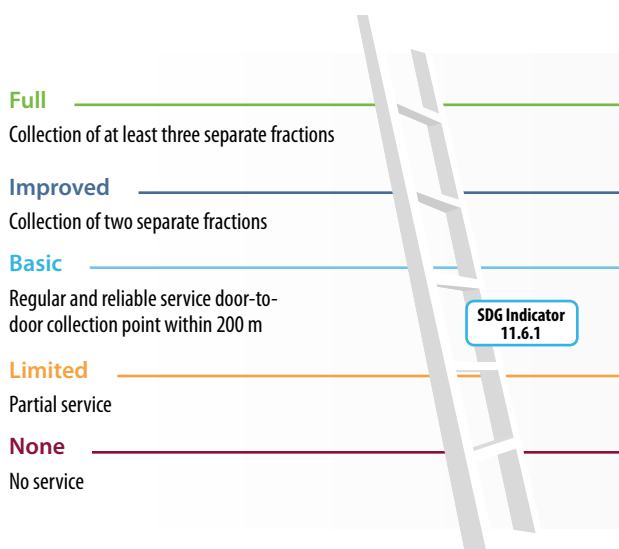 Full
Collection of at least three separate fractions
Improved
Collection of two separate fractions
Basic
Regular and reliable service door-to-
door collection point within 200 m
SDG Indicator
11.6.1
Limited
Partial service
None
No service